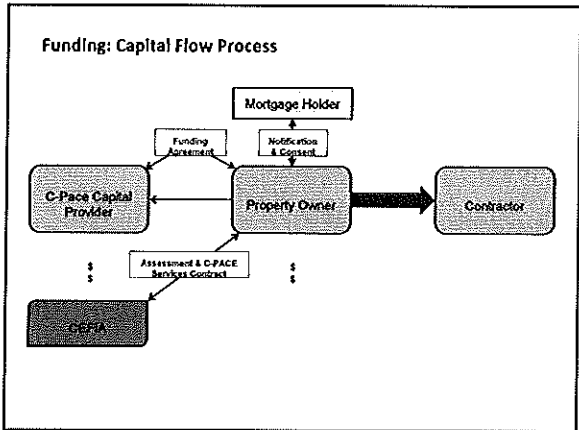 Funding: Capital Flow Process
Mortgage Holder
Funding
Agreement
Notification
& Consent
C-Pace Capital
Provider
Property Owner
Contractor
Assessment & C-PACE
Services Contract
$
$
$
$
CEFIA